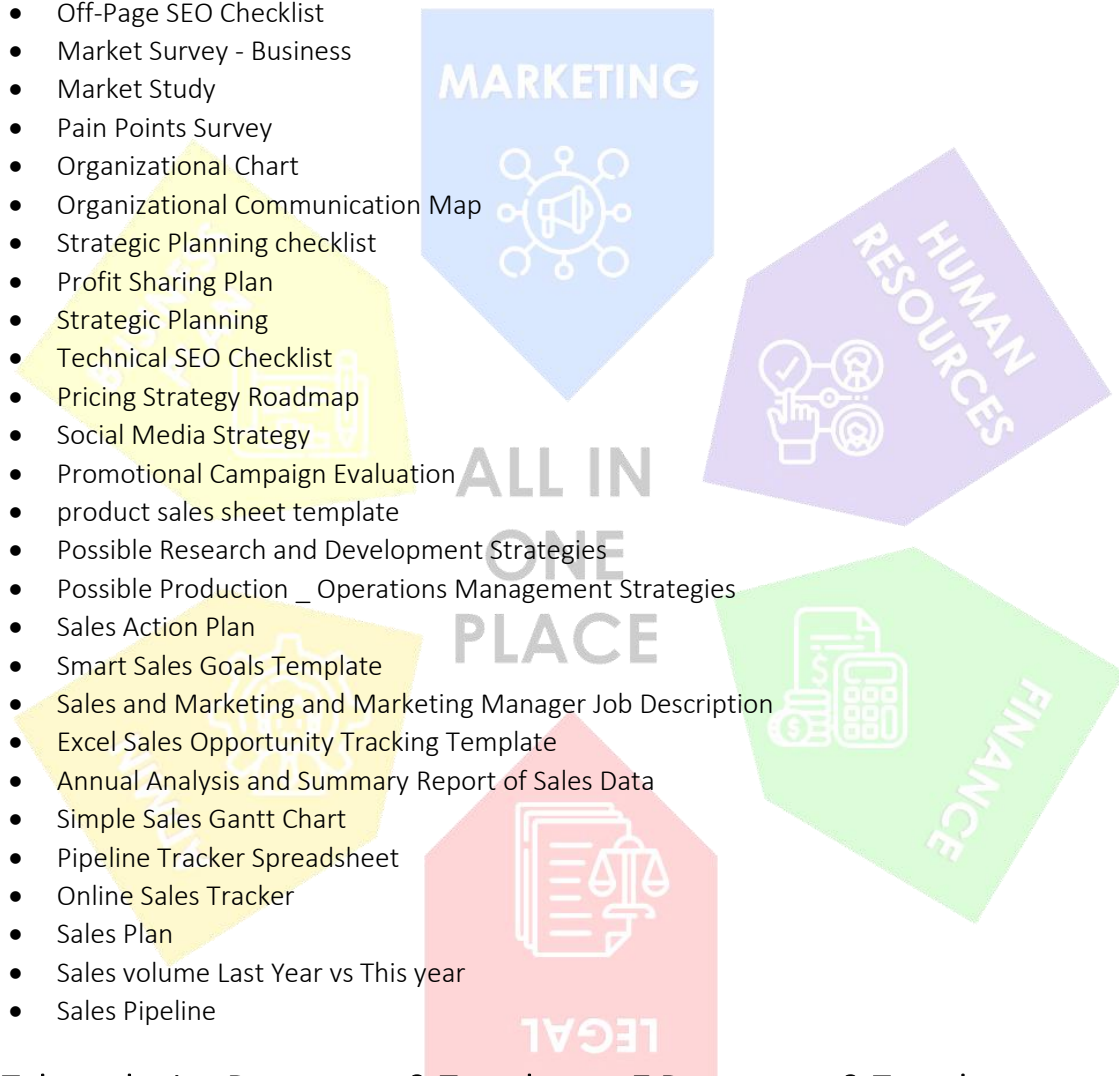 • Off-Page SEO Checklist
• Market Survey - Business
• Market Study
• Pain Points Survey
• Organizational Chart
• Organizational Communication Map
• Strategic Planning checklist
• Profit Sharing Plan
• Strategic Planning
• Technical SEO Checklist
• Pricing Strategy Roadmap
• Social Media Strategy
• Promotional Campaign Evaluation
• product sales sheet template
• Possible Research and Development Strategies
• Possible Production _ Operations Management Strategies
• Sales Action Plan
• Smart Sales Goals Template
• Sales and Marketing and Marketing Manager Job Description
• Excel Sales Opportunity Tracking Template
• Annual Analysis and Summary Report of Sales Data
• Simple Sales Gantt Chart
• Pipeline Tracker Spreadsheet
• Online Sales Tracker
• Sales Plan
• Sales volume Last Year vs This year
• Sales Pipeline
MARKETING
HUMAN
RESOURCES
FINANCE
LEGAL
BUSINESS
PLAN
ALL IN
ONE
PLACE